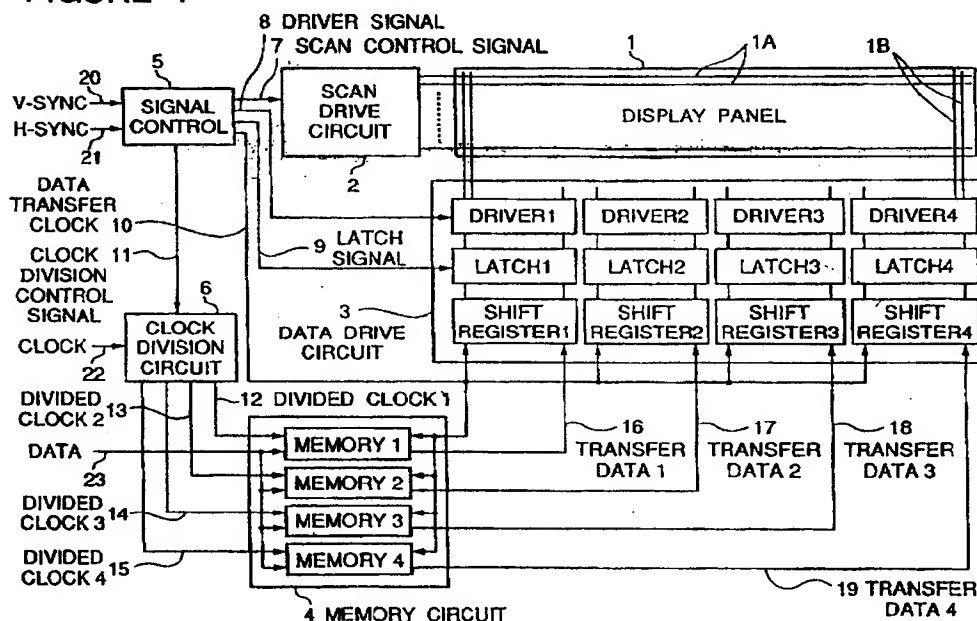 FIGURE 1
8 DRIVER SIGNAL
7 SCAN CONTROL SIGNAL
5
20
V-SYNC
H-SYNC
21
SIGNAL
CONTROL
SCAN
DRIVE
CIRCUIT
2
1
1A
1B
DISPLAY PANEL
DATA
TRANSFER
CLOCK 10
11
CLOCK
DIVISION
CONTROL
SIGNAL
9
LATCH
SIGNAL
DRIVER1
DRIVER2
DRIVER3
DRIVER4
LATCH1
LATCH2
LATCH3
LATCH4
SHIFT
REGISTER1
SHIFT
REGISTER2
SHIFT
REGISTER3
SHIFT
REGISTER4
3
DATA DRIVE
CIRCUIT
6
CLOCK
DIVISION
CIRCUIT
CLOCK
22
DIVIDED
CLOCK 2
13
12 DIVIDED CLOCK 1
DATA
23
DIVIDED
CLOCK 3
14
DIVIDED
CLOCK 4
15
MEMORY 1
MEMORY 2
MEMORY 3
MEMORY 4
4 MEMORY CIRCUIT
16
TRANSFER
DATA 1
17
TRANSFER
DATA 2
18
TRANSFER
DATA 3
19 TRANSFER
DATA 4